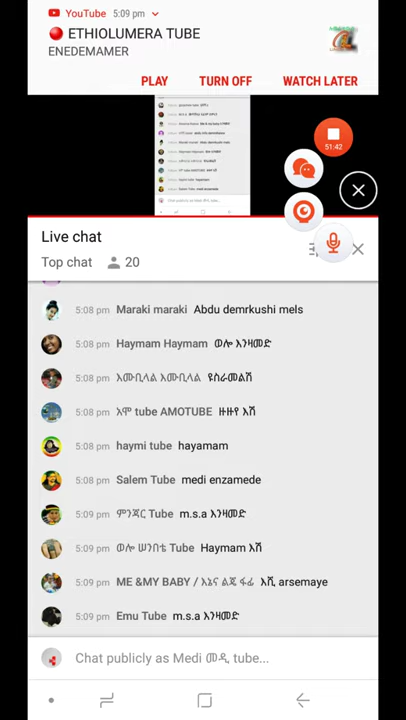 YouTube 5:09 pm
ETHIOLUMERA TUBE
ENEDEMAMER
PLAY TURN OFF WATCH LATER
51:42
Live chat
Top chat 20
5:08 pm Maraki maraki Abdu demrkushi mels
5:08 pm Haymam Haymam ወሎ እንዛመድ
5:08 pm እሙቢላል እሙቢላል ዩስራመልሽ
5:08 pm አሞ tube AMOTUBE ዙዙየ እሽ
5:08 pm haymi tube hayamam
5:08 pm Salem Tube medi enzamede
5:09 pm ምንጃር Tube m.s.a እንዛመድ
5:09 pm ወሎ ሠንበቴ Tube Haymam እሽ
5:09 pm ME &MY BABY / እኔና ልጄ ፋፊ እሺ arsemaye
5:09 pm Emu Tube m.s.a እንዛመድ
Chat publicly as Medi መዲ tube...